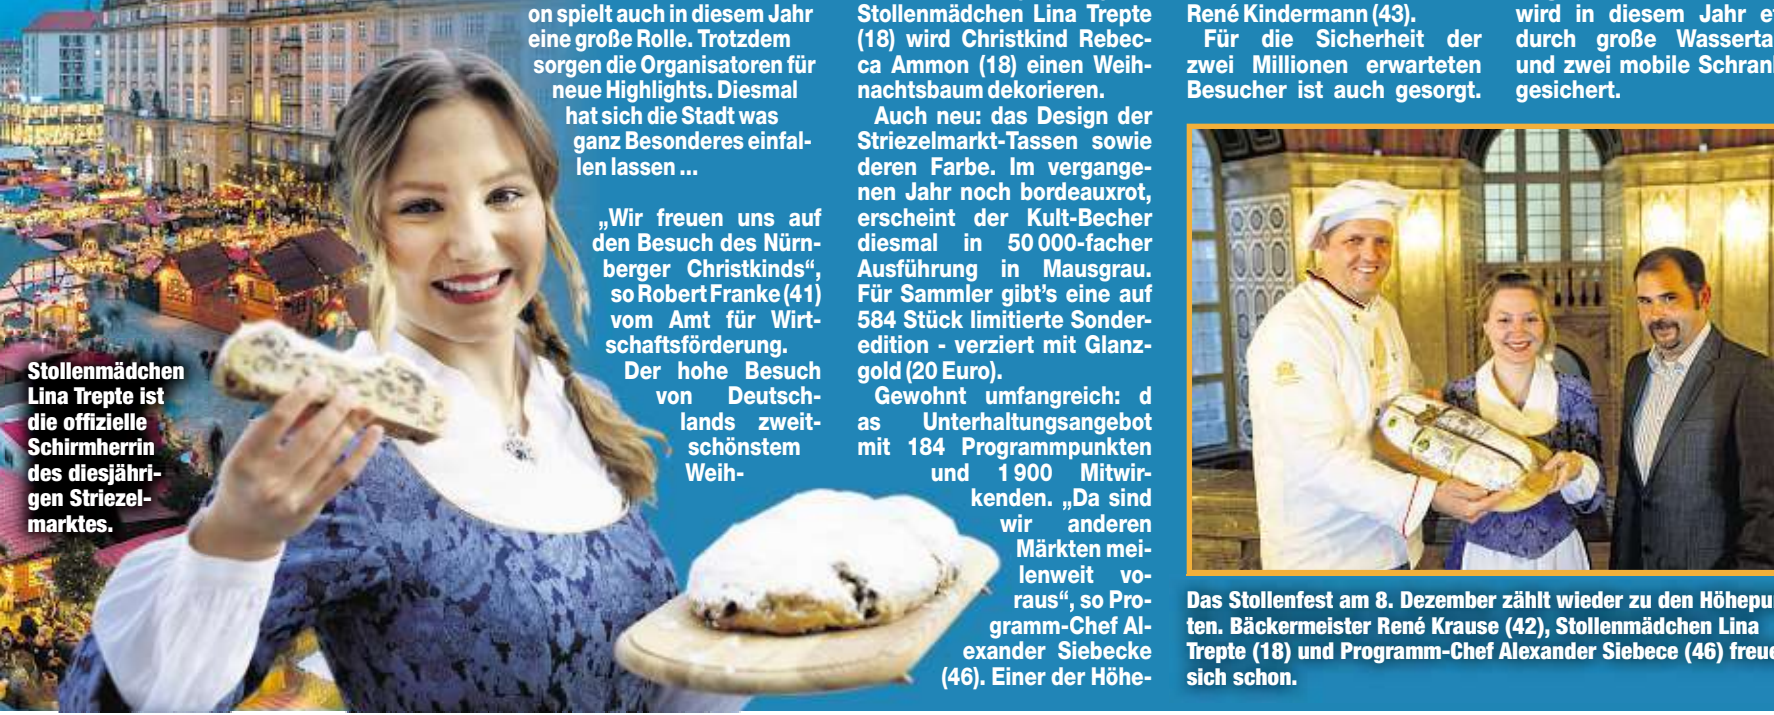 on spielt auch in diesem Jahr
eine große Rolle. Trotzdem
sorgen die Organisatoren für
neue Highlights. Diesmal
hat sich die Stadt was
ganz Besonderes einfal-
len lassen ...
„Wir freuen uns auf
den Besuch des Nürn-
berger Christkinds“,
so Robert Franke (41)
vom Amt für Wirt-
schaftsförderung.
Der hohe Besuch
von Deutsch-
lands zweit-
schönstem
Weih-
Stollenmädchen Lina Trepte
(18) wird Christkind Rebec-
ca Ammon (18) einen Weih-
nachtsbaum dekorieren.
Auch neu: das Design der
Striezelmarkt-Tassen sowie
deren Farbe. Im vergange-
nen Jahr noch bordeauxrot,
erscheint der Kult-Becher
diesmal in 50 000-facher
Ausführung in Mausgrau.
Für Sammler gibt's eine auf
584 Stück limitierte Sonder-
edition - verziert mit Glanz-
gold (20 Euro).
Gewohnt umfangreich: d
as Unterhaltungsangebot
mit 184 Programmpunkten
und 1 900 Mitwir-
kenden. „Da sind
wir anderen
Märkten mei-
lenweit vo-
raus“, so Pro-
gramm-Chef Al-
exander Siebecke
(46). Einer der Höhe-
René Kindermann (43).
Für die Sicherheit der
zwei Millionen erwarteten
Besucher ist auch gesorgt.
wird in diesem Jahr
durch große
und zwei mobile
gesichert.
Stollenmädchen
Lina Trepte ist
die offizielle
Schirmherrin
des diesjähri-
gen Striezel-
marktes.
Das Stollenfest am 8. Dezember zählt wieder zu den
ten. Bäckermeister René Krause (42), Stollenmädchen Lina
Trepte (18) und Programm-Chef Alexander Siebece (46)
sich schon.